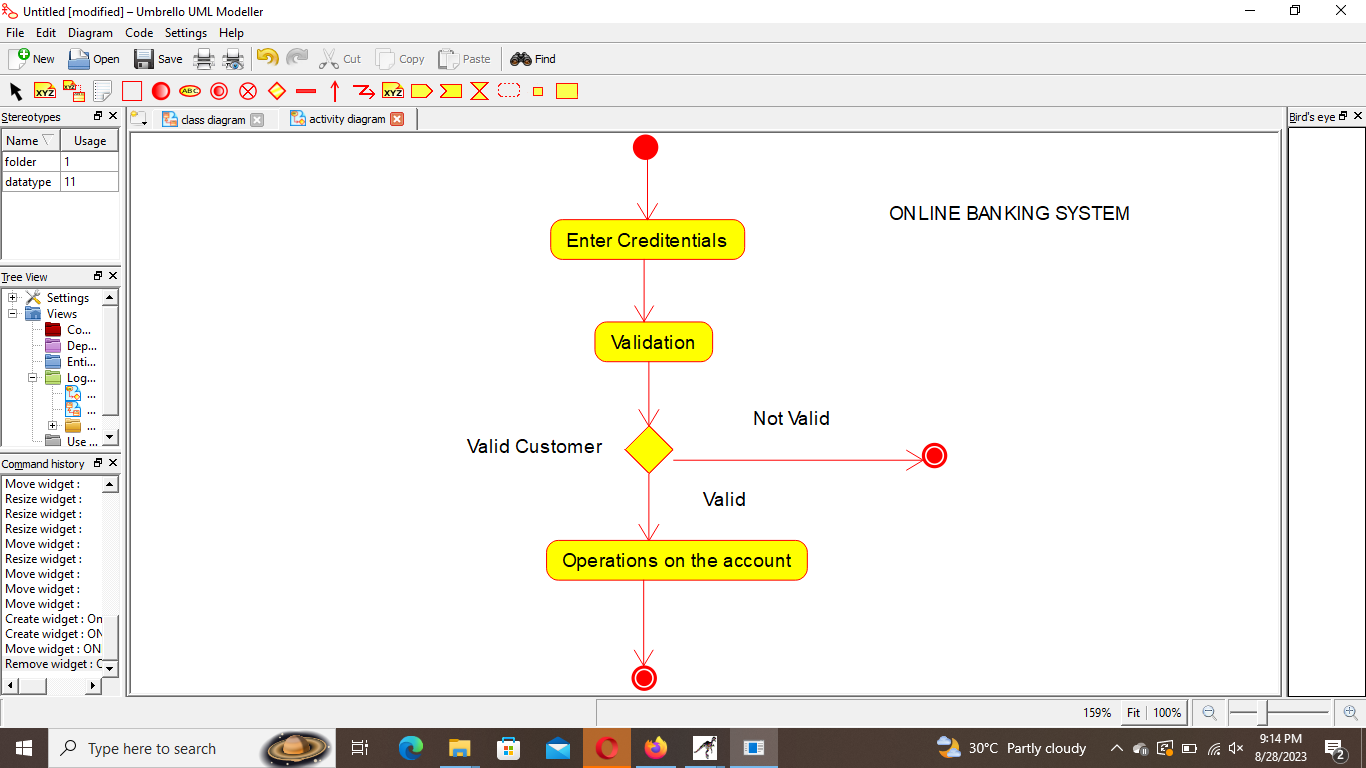 Untitled [modified] – Umbrello UML Modeller
File Edit Diagram Code Settings Help
New Open Save Cut Copy Paste Find
XYZ XYZ ABC XYZ
Stereotypes
class diagram activity diagram
Bird's eye
Name Usage
folder 1
datatype 11
ONLINE BANKING SYSTEM
Enter Creditentials
Tree View
Settings
Views
Co...
Dep...
Enti...
Log...
...
...
...
Use ...
Validation
Not Valid
Valid Customer
Valid
Operations on the account
Command history
Move widget :
Resize widget :
Resize widget :
Resize widget :
Move widget :
Resize widget :
Move widget :
Move widget :
Move widget :
Create widget : On
Create widget : ON
Move widget : ON
Remove widget :
159% Fit 100%
Type here to search
30°C Partly cloudy
9:14 PM
8/28/2023
2